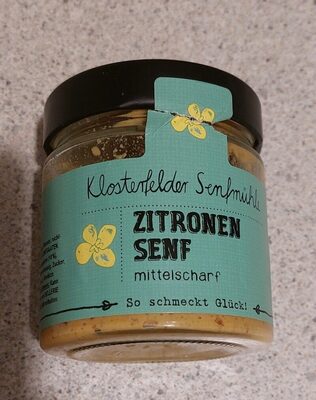 Klosterfelder Senfmühle
ZITRONEN
SENF
mittelscharf
So schmeckt Glück!